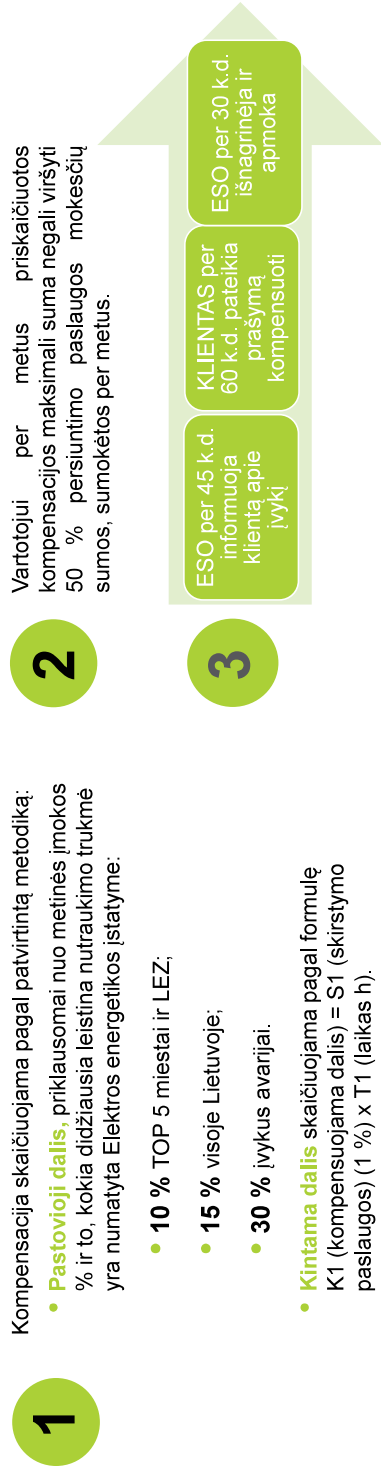 1
Kompensacija skaičiuojama pagal patvirtintą metodiką:
• Pastovioji dalis, priklausomai nuo metinės įmokos
% ir to, kokia didžiausia leistina nutraukimo trukmė
yra numatyta Elektros energetikos įstatyme:
• 10 % TOP 5 miestai ir LEZ;
• 15 % visoje Lietuvoje;
• 30 % įvykus avarijai.
• Kintama dalis skaičiuojama pagal formulę
K1 (kompensuojama dalis) = S1 (skirstymo
paslaugos) (1 %) x T1 (laikas h).
2
Vartotojui per metus priskaičiuotos
kompensacijos maksimali suma negali viršyti
50 % persiuntimo paslaugos mokesčių
sumos, sumokėtos per metus.
3
ESO per 45 k.d.
informuoja
klientą apie
įvykį
KLIENTAS per
60 k.d. pateikia
prašymą
kompensuoti
ESO per 30 k.d.
išnagrinėja ir
apmoka